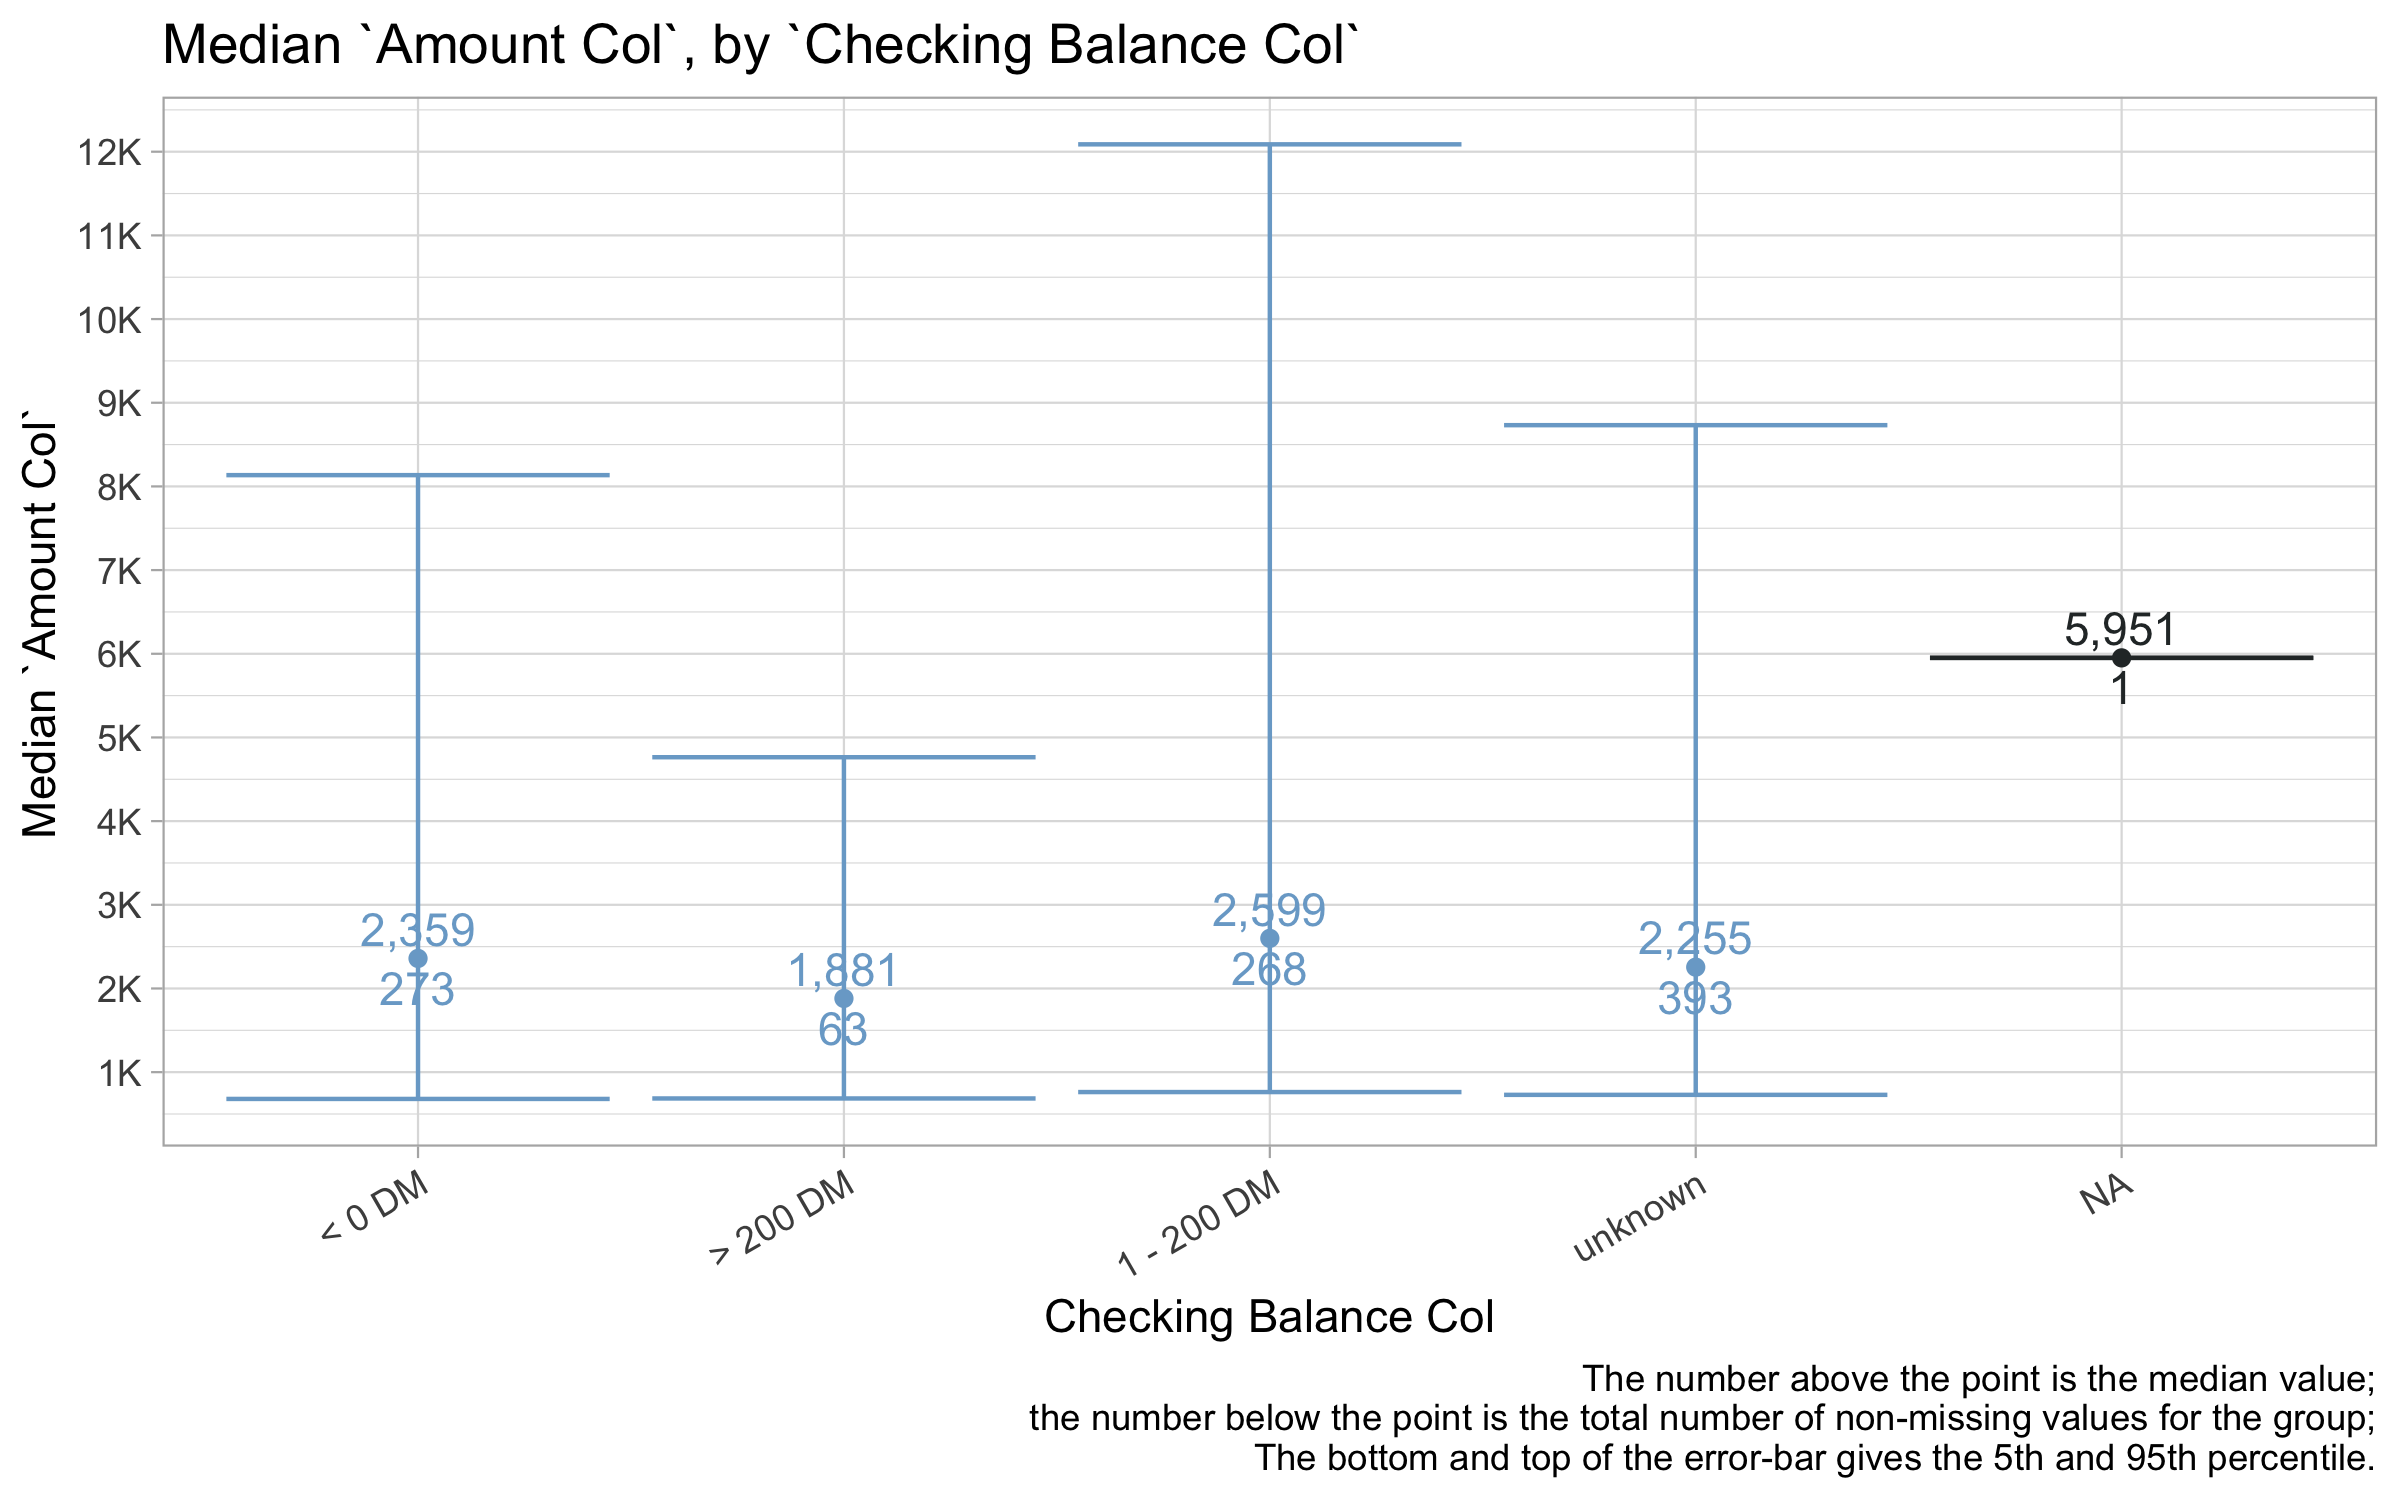 Median `Amount Col`, by `Checking Balance Col`
Median `Amount Col`
12K
11K
10K
9K
8K
7K
6K
5K
4K
3K
2K
1K
2,359
273
1,881
63
2,599
268
2,255
393
5,951
1
< 0 DM
> 200 DM
1 - 200 DM
unknown
NA
Checking Balance Col
The number above the point is the median value;
the number below the point is the total number of non-missing values for the group;
The bottom and top of the error-bar gives the 5th and 95th percentile.